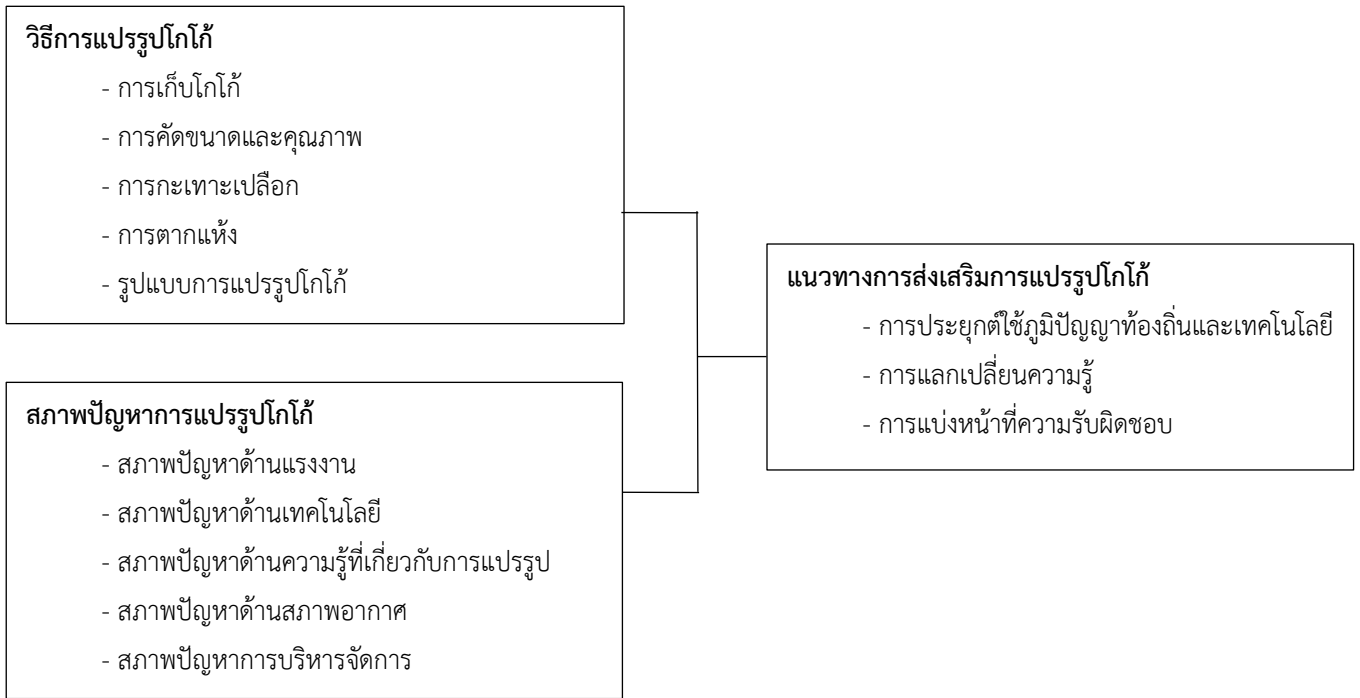 วิธีการแปรรูปโกโก้
- การเก็บโกโก้
- การคัดขนาดและคุณภาพ
- การกะเทาะเปลือก
- การตากแห้ง
- รูปแบบการแปรรูปโกโก้
สภาพปัญหาการแปรรูปโกโก้
- สภาพปัญหาด้านแรงงาน
- สภาพปัญหาด้านเทคโนโลยี
- สภาพปัญหาด้านความรู้ที่เกี่ยวกับการแปรรูป
- สภาพปัญหาด้านสภาพอากาศ
- สภาพปัญหาการบริหารจัดการ
แนวทางการส่งเสริมการแปรรูปโกโก้
- การประยุกต์ใช้ภูมิปัญญาท้องถิ่นและเทคโนโลยี
- การแลกเปลี่ยนความรู้
- การแบ่งหน้าที่ความรับผิดชอบ